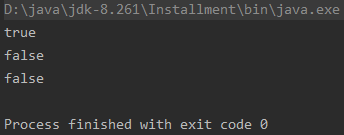 D:\java\jdk-8.261\Installment\bin\java.exe
true
false
false
Process finished with exit code 0